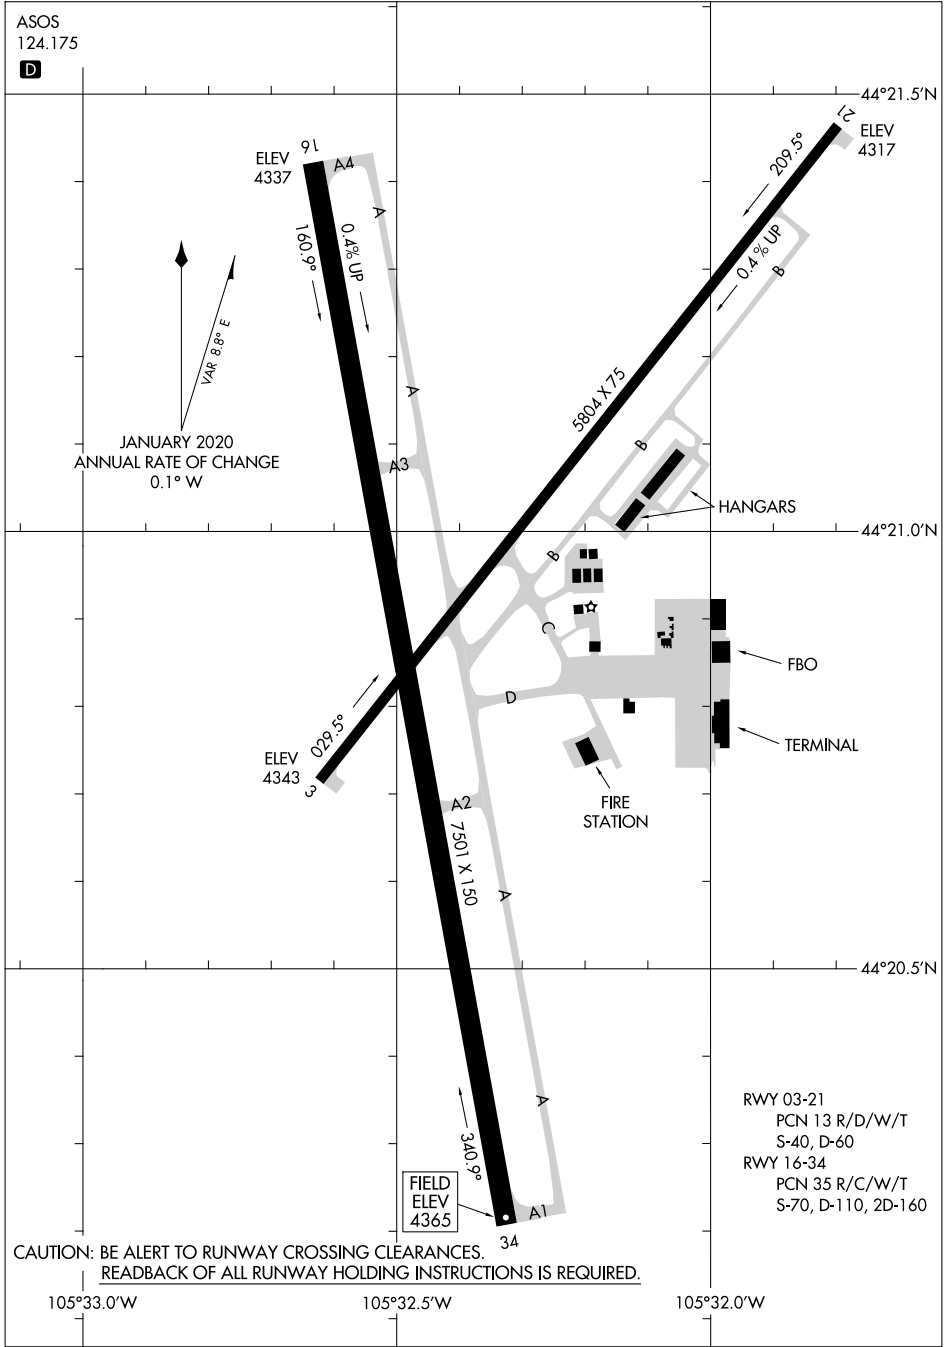 ASOS
124.175
D
44°21.5'N
21
ELEV
4317
209.5°
0.4% UP
B
16
ELEV
4337
A4
A
160.9°
0.4% UP
VAR 8.8° E
JANUARY 2020
ANNUAL RATE OF CHANGE
0.1° W
A
A3
5804 X 75
B
HANGARS
44°21.0'N
B
C
FBO
D
TERMINAL
029.5°
ELEV
4343
3
A2
FIRE
STATION
7501 X 150
A
44°20.5'N
A
340.9°
FIELD
ELEV
4365
A1
34
RWY 03-21
PCN 13 R/D/W/T
S-40, D-60
RWY 16-34
PCN 35 R/C/W/T
S-70, D-110, 2D-160
CAUTION: BE ALERT TO RUNWAY CROSSING CLEARANCES.
READBACK OF ALL RUNWAY HOLDING INSTRUCTIONS IS REQUIRED.
105°33.0'W
105°32.5'W
105°32.0'W